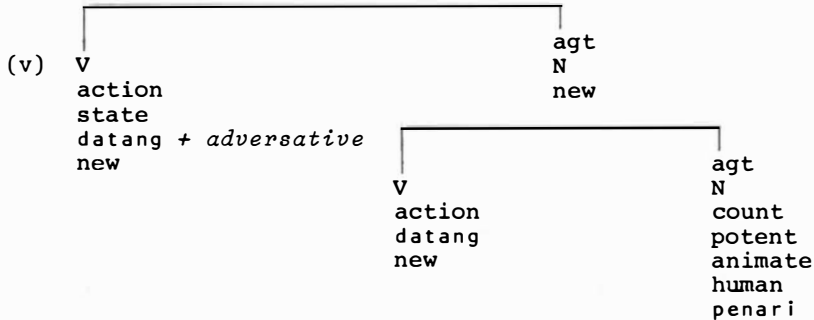 agt
(v) V N
action new
state
datang + adversative
new agt
V N
action count
datang potent
new animate
human
penari